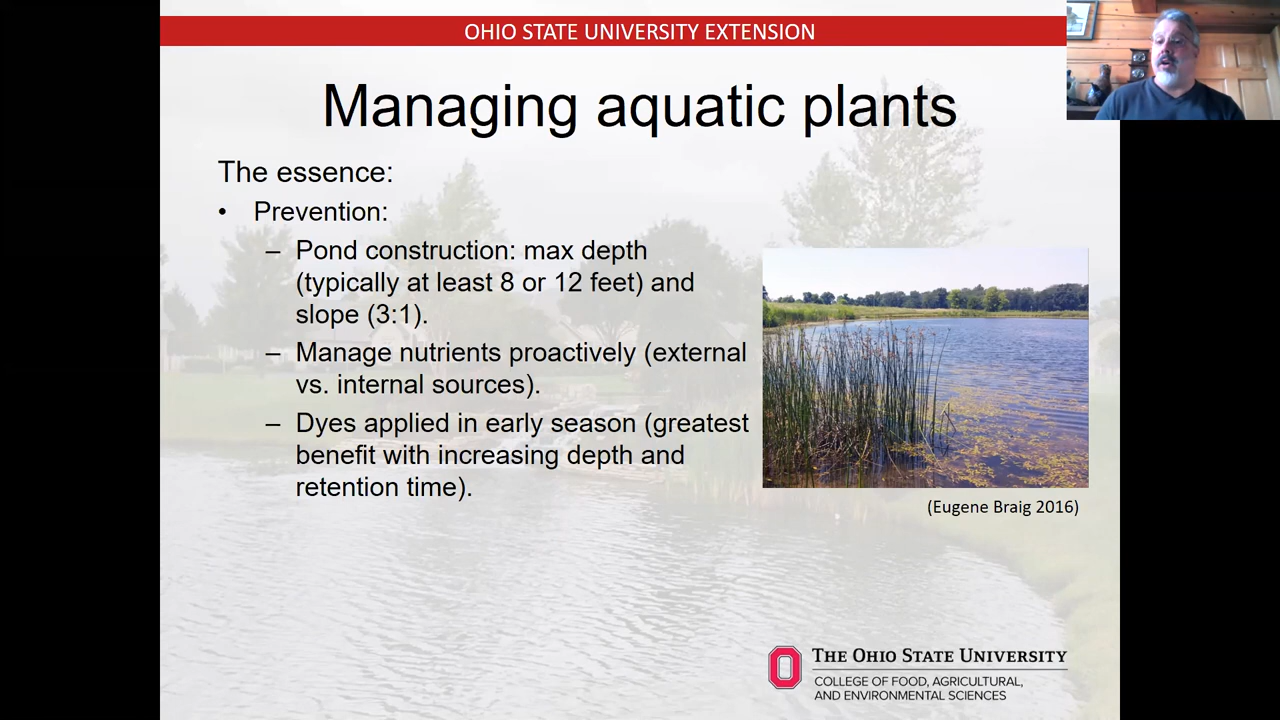 OHIO STATE UNIVERSITY EXTENSION
Managing aquatic plants
The essence:
• Prevention:
– Pond construction: max depth
(typically at least 8 or 12 feet) and
slope (3:1).
– Manage nutrients proactively (external
vs. internal sources).
– Dyes applied in early season (greatest
benefit with increasing depth and
retention time).
(Eugene Braig 2016)
THE OHIO STATE UNIVERSITY
COLLEGE OF FOOD, AGRICULTURAL,
AND ENVIRONMENTAL SCIENCES